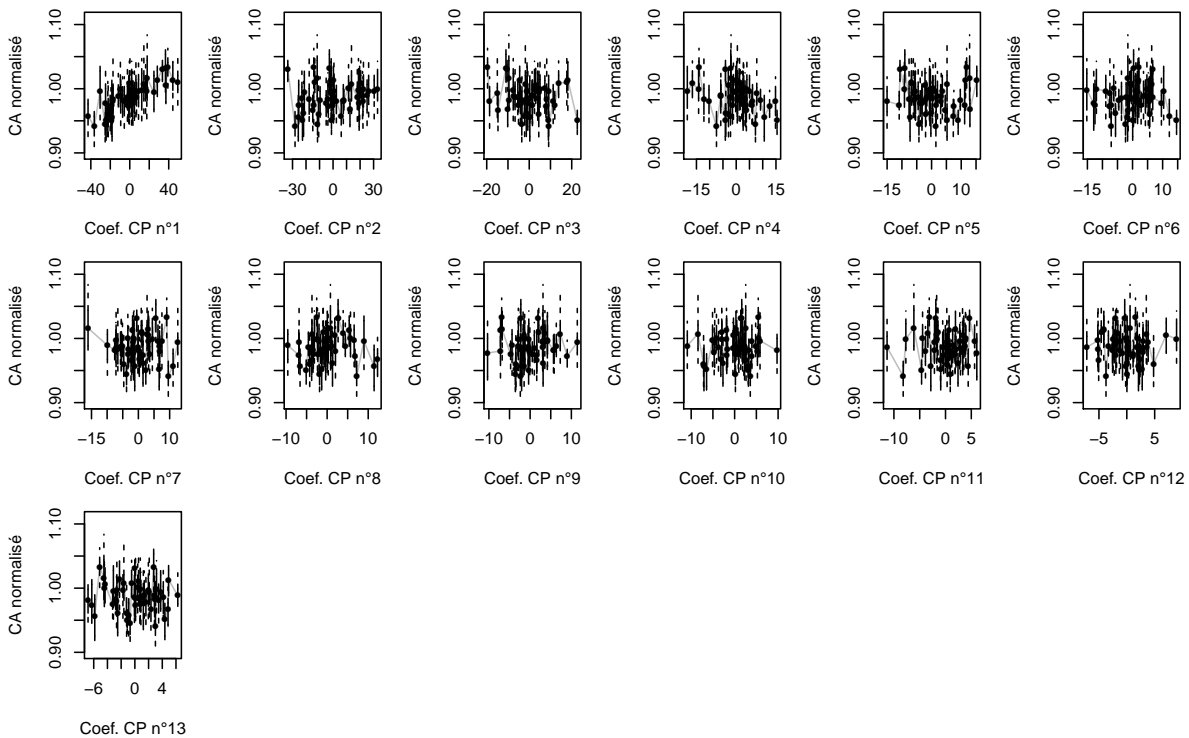 CA normalisé
0.90 1.00 1.10
−40 0 20 40
Coef. CP n°1
CA normalisé
0.90 1.00 1.10
−30 0 30
Coef. CP n°2
CA normalisé
0.90 1.00 1.10
−20 0 20
Coef. CP n°3
CA normalisé
0.90 1.00 1.10
−15 0 15
Coef. CP n°4
CA normalisé
0.90 1.00 1.10
−15 0 10
Coef. CP n°5
CA normalisé
0.90 1.00 1.10
−15 0 10
Coef. CP n°6
CA normalisé
0.90 1.00 1.10
−15 0 10
Coef. CP n°7
CA normalisé
0.90 1.00 1.10
−10 0 10
Coef. CP n°8
CA normalisé
0.90 1.00 1.10
−10 0 10
Coef. CP n°9
CA normalisé
0.90 1.00 1.10
−10 0 10
Coef. CP n°10
CA normalisé
0.90 1.00 1.10
−10 0 5
Coef. CP n°11
CA normalisé
0.90 1.00 1.10
−5 5
Coef. CP n°12
CA normalisé
0.90 1.00 1.10
−6 0 4
Coef. CP n°13